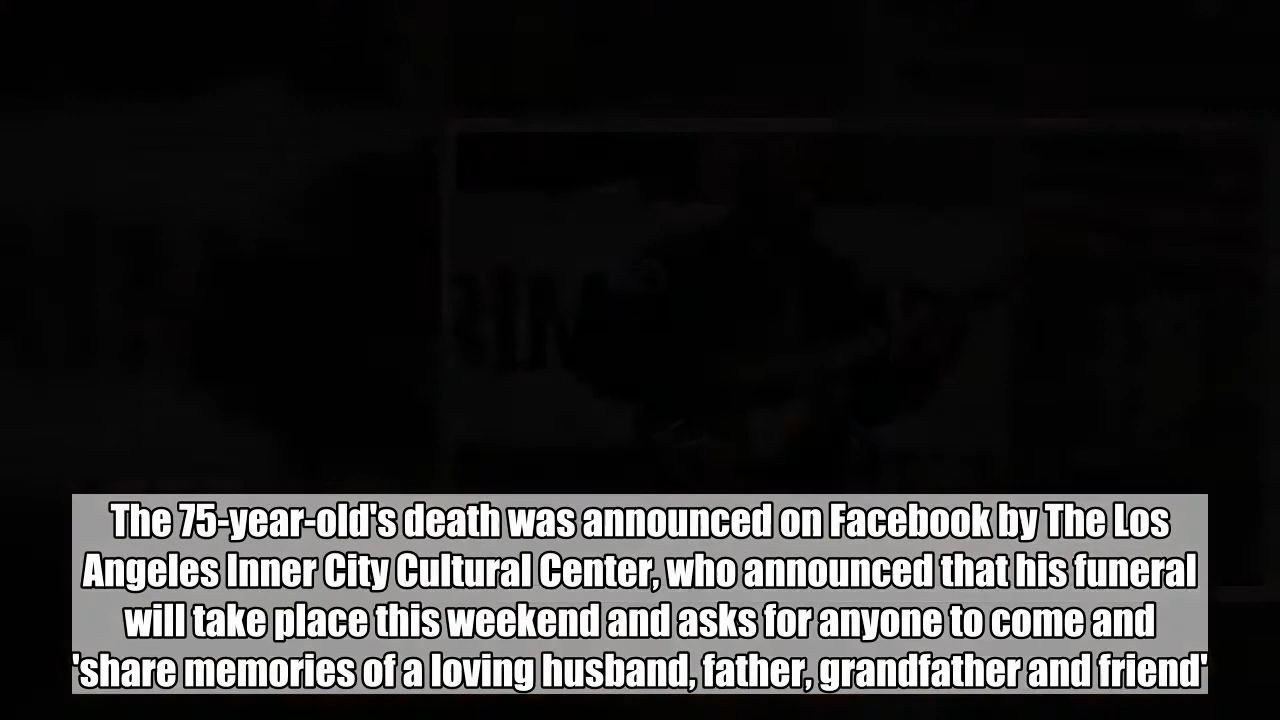 The 75-year-old's death was announced on Facebook by The Los
Angeles Inner City Cultural Center, who announced that his funeral
will take place this weekend and asks for anyone to come and
'share memories of a loving husband, father, grandfather and friend'